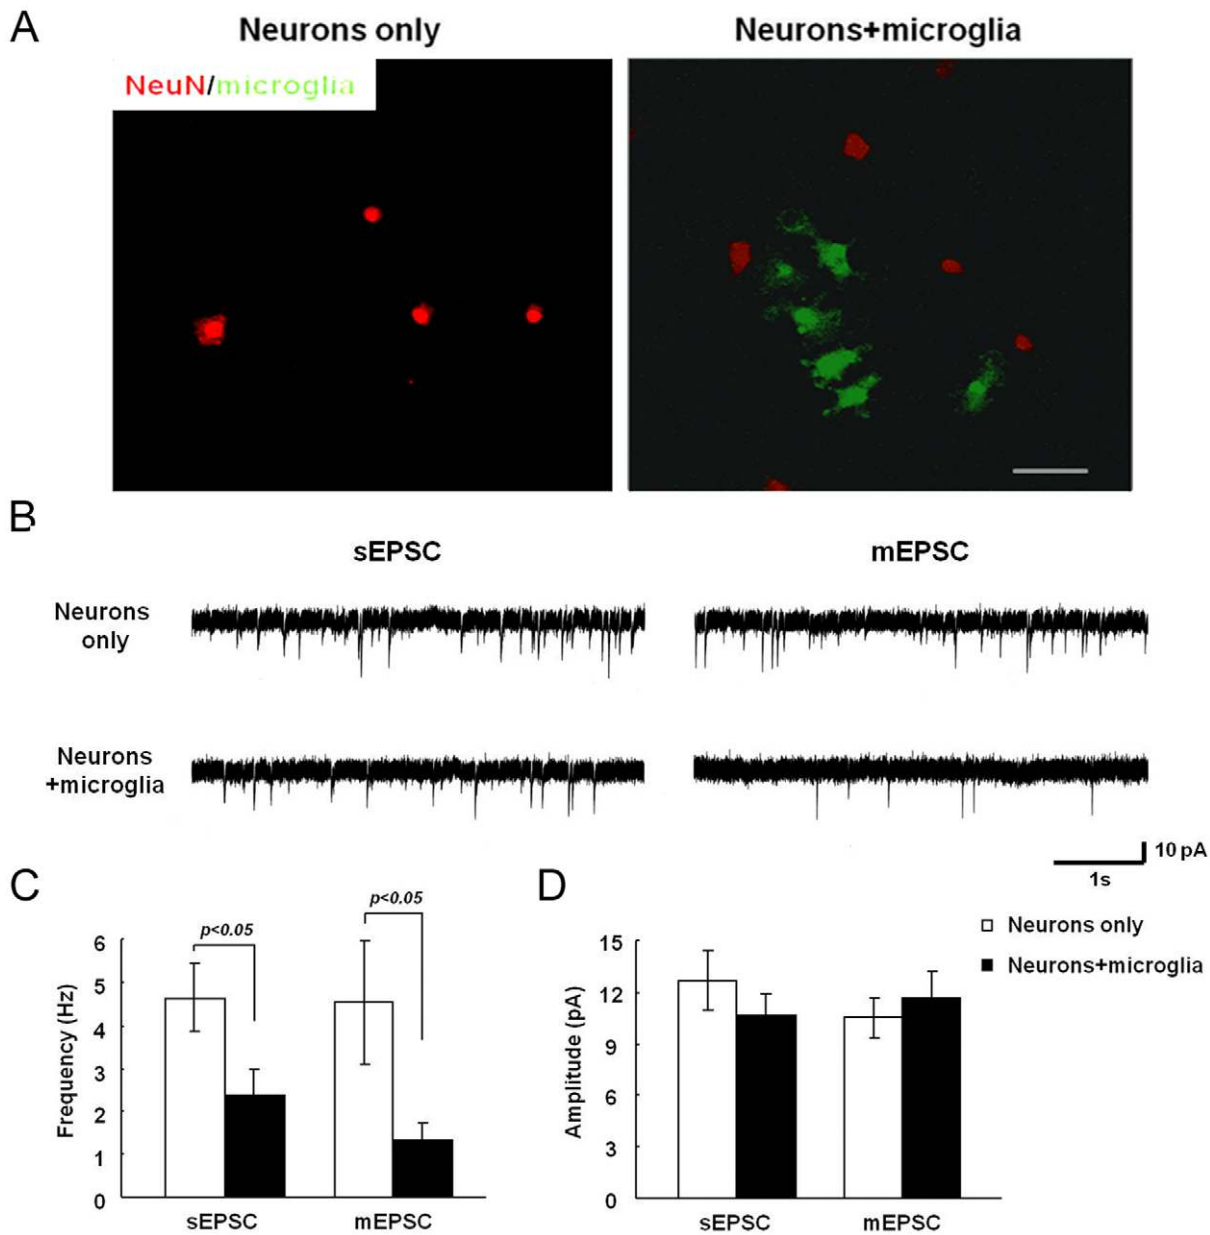 A
Neurons only
Neurons+microglia
NeuN/microglia
B
sEPSC
mEPSC
Neurons
only
Neurons
+microglia
10 pA
1s
C
p<0.05
p<0.05
Frequency (Hz)
6
5
4
3
2
1
0
sEPSC
mEPSC
D
Neurons only
Neurons+microglia
Amplitude (pA)
15
12
9
6
3
0
sEPSC
mEPSC